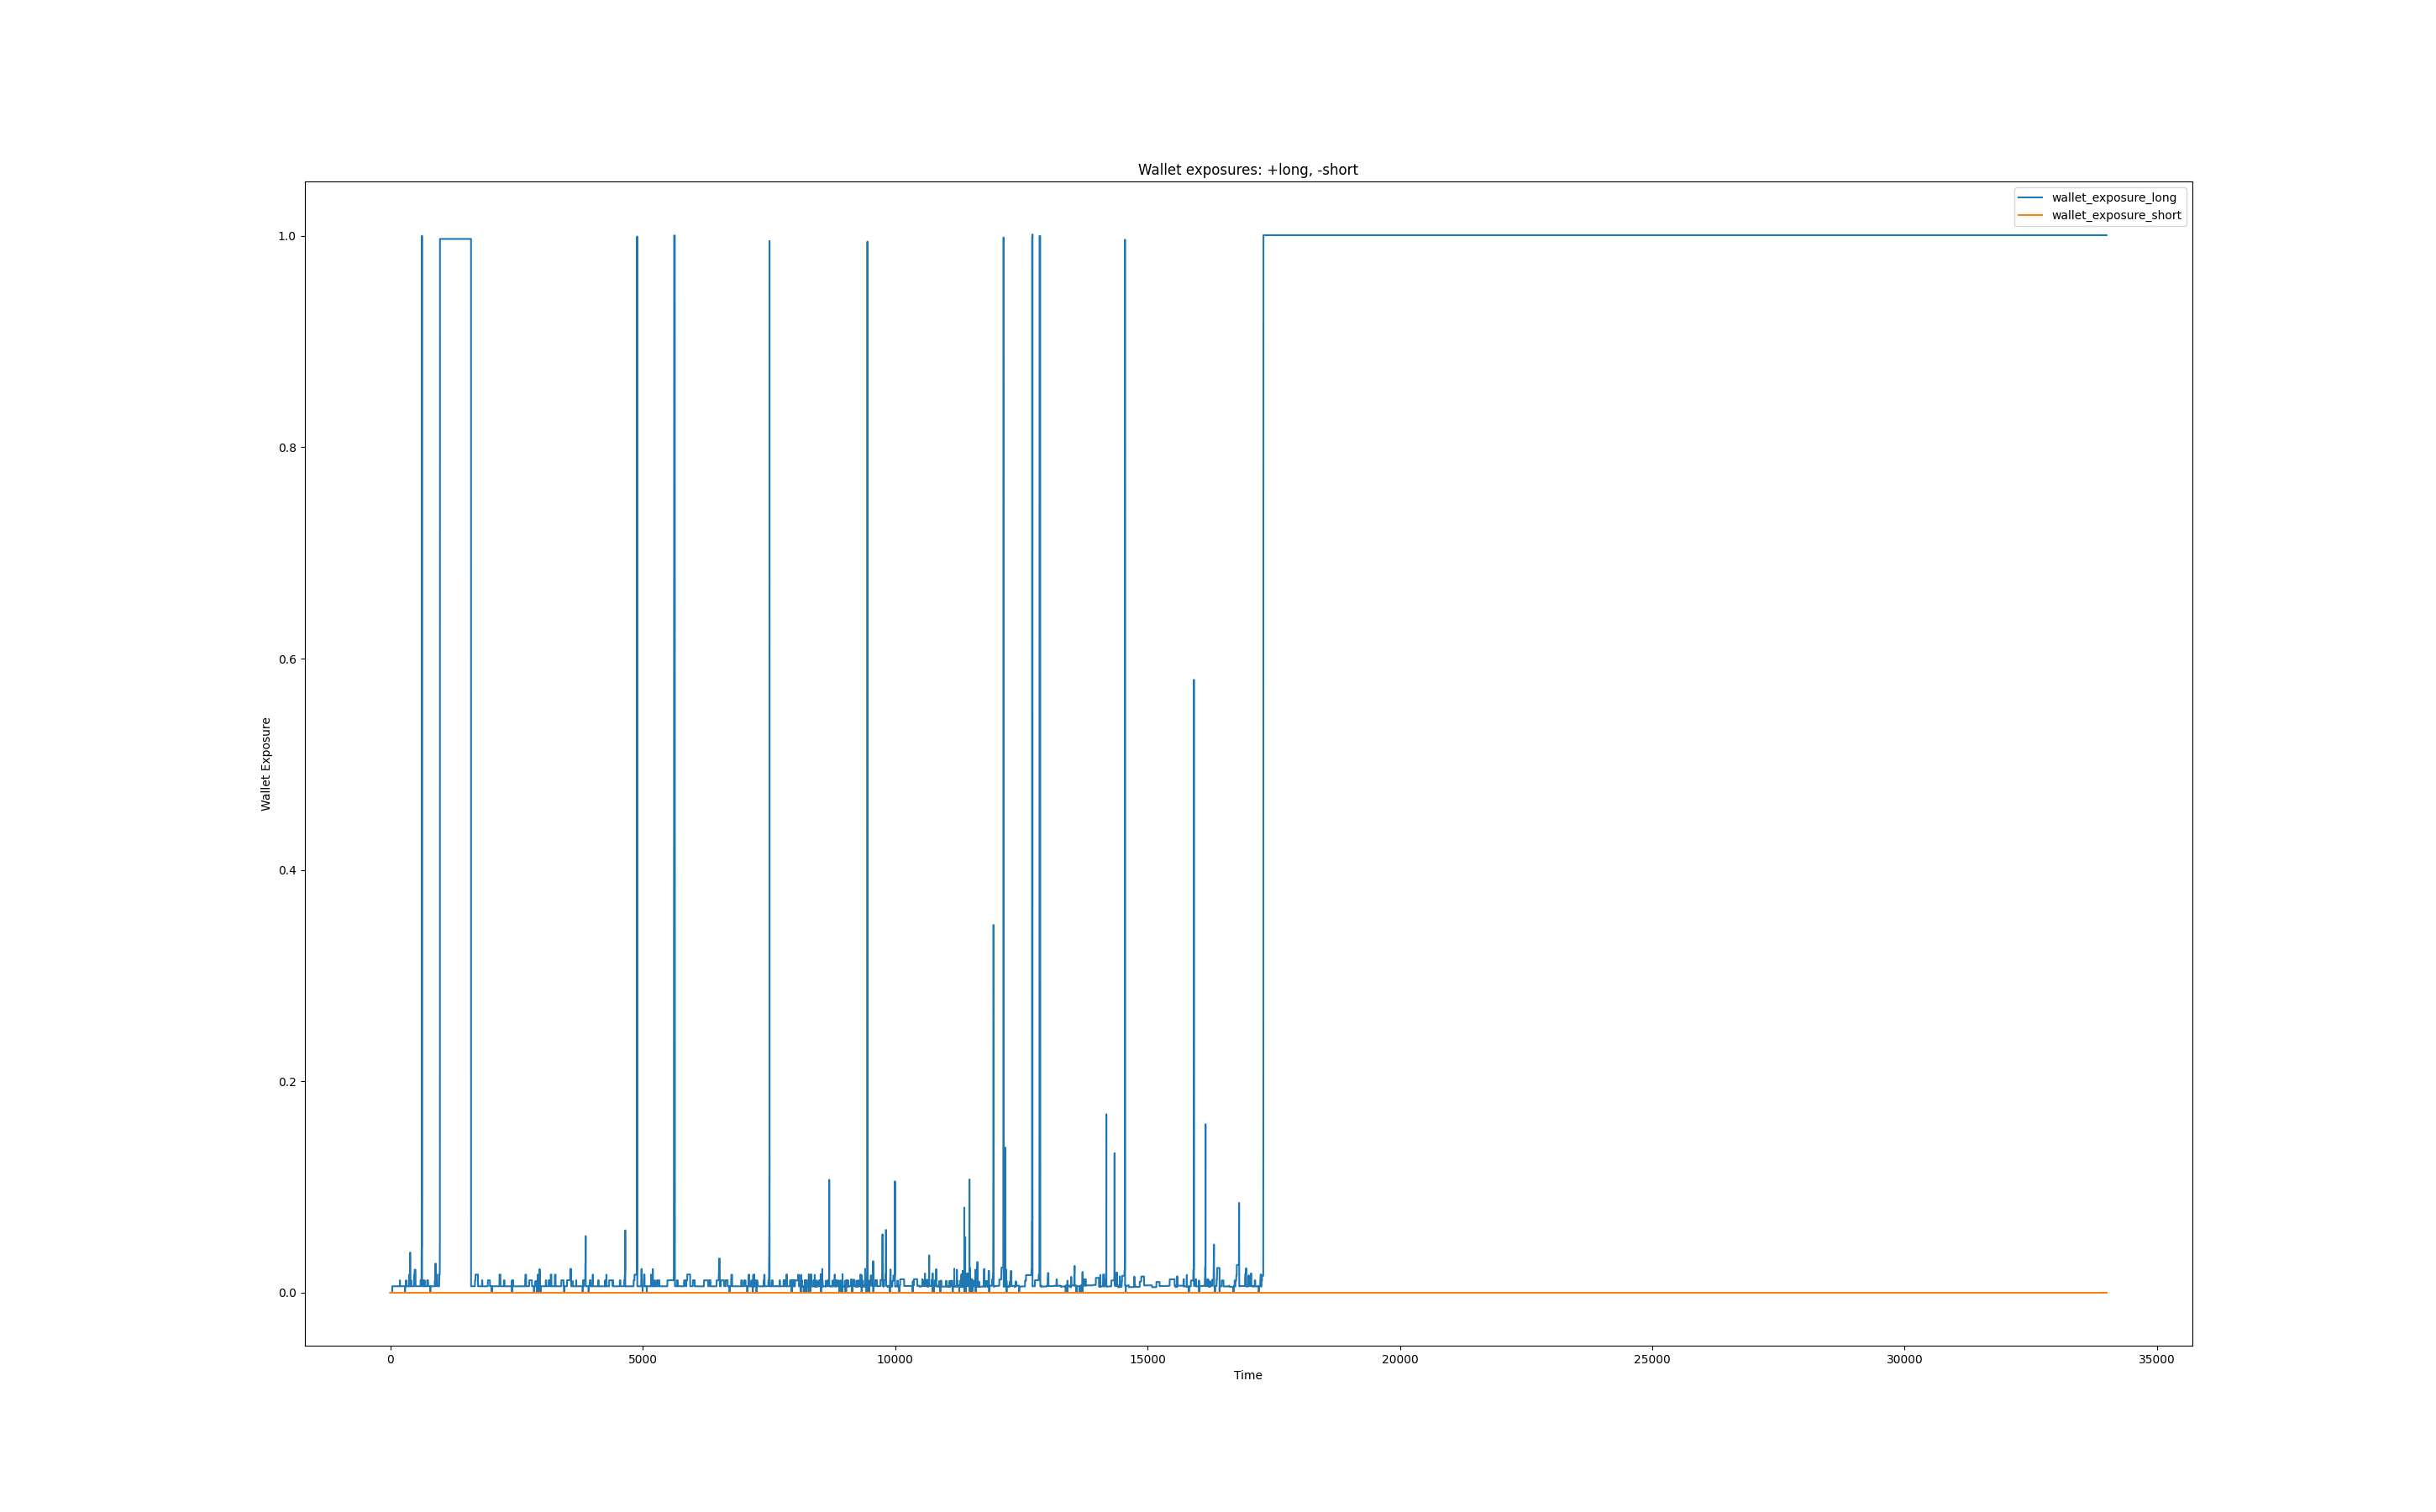 Wallet exposures: +long, -short
wallet_exposure_long
wallet_exposure_short
1.0
0.8
0.6
0.4
0.2
0.0
Wallet Exposure
0 5000 10000 15000 20000 25000 30000 35000
Time